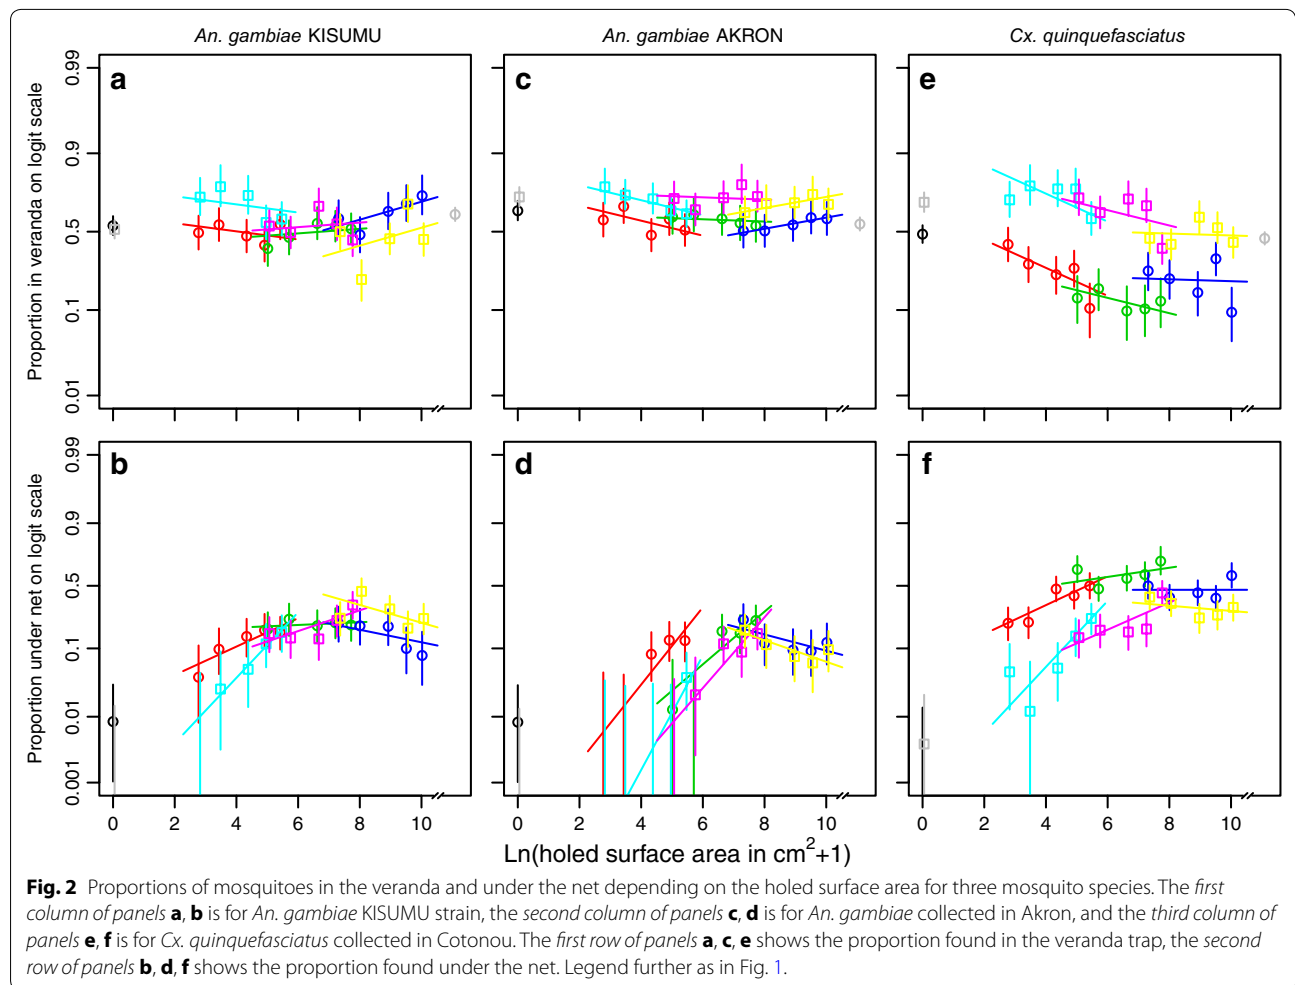 An. gambiae KISUMU
An. gambiae AKRON
Cx. quinquefasciatus
Proportion in veranda on logit scale
0.99
0.9
0.5
0.1
0.01
a
c
e
Proportion under net on logit scale
0.99
0.9
0.5
0.1
0.01
0.001
b
d
f
0 2 4 6 8 10
0 2 4 6 8 10
0 2 4 6 8 10
Ln(holed surface area in cm²+1)
Fig. 2 Proportions of mosquitoes in the veranda and under the net depending on the holed surface area for three mosquito species. The first
column of panels a, b is for An. gambiae KISUMU strain, the second column of panels c, d is for An. gambiae collected in Akron, and the third column of
panels e, f is for Cx. quinquefasciatus collected in Cotonou. The first row of panels a, c, e shows the proportion found in the veranda trap, the second
row of panels b, d, f shows the proportion found under the net. Legend further as in Fig. 1.